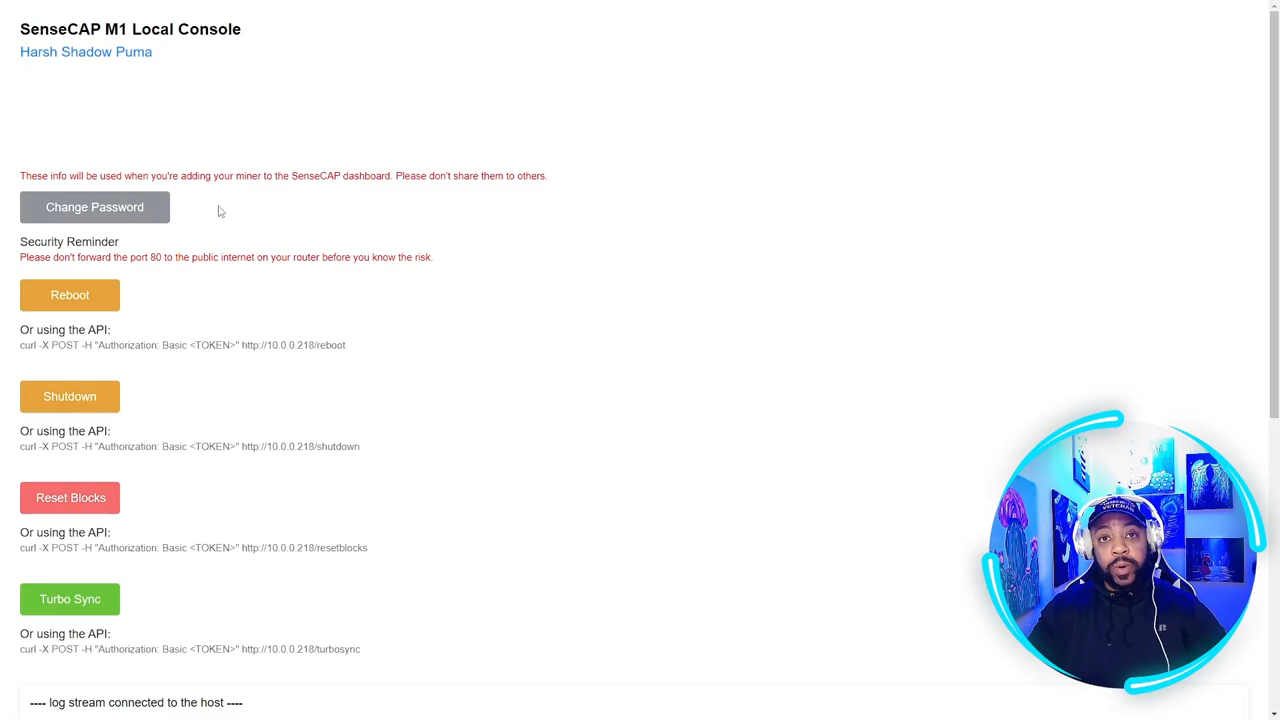 SenseCAP M1 Local Console
Harsh Shadow Puma
These info will be used when you're adding your miner to the SenseCAP dashboard. Please don't share them to others.
Change Password
Security Reminder
Please don't forward the port 80 to the public internet on your router before you know the risk.
Reboot
Or using the API:
curl -X POST -H "Authorization: Basic <TOKEN>" http://10.0.0.218/reboot
Shutdown
Or using the API:
curl -X POST -H "Authorization: Basic <TOKEN>" http://10.0.0.218/shutdown
Reset Blocks
Or using the API:
curl -X POST -H "Authorization: Basic <TOKEN>" http://10.0.0.218/resetblocks
Turbo Sync
Or using the API:
curl -X POST -H "Authorization: Basic <TOKEN>" http://10.0.0.218/turbosync
---- log stream connected to the host ----
VETERAN